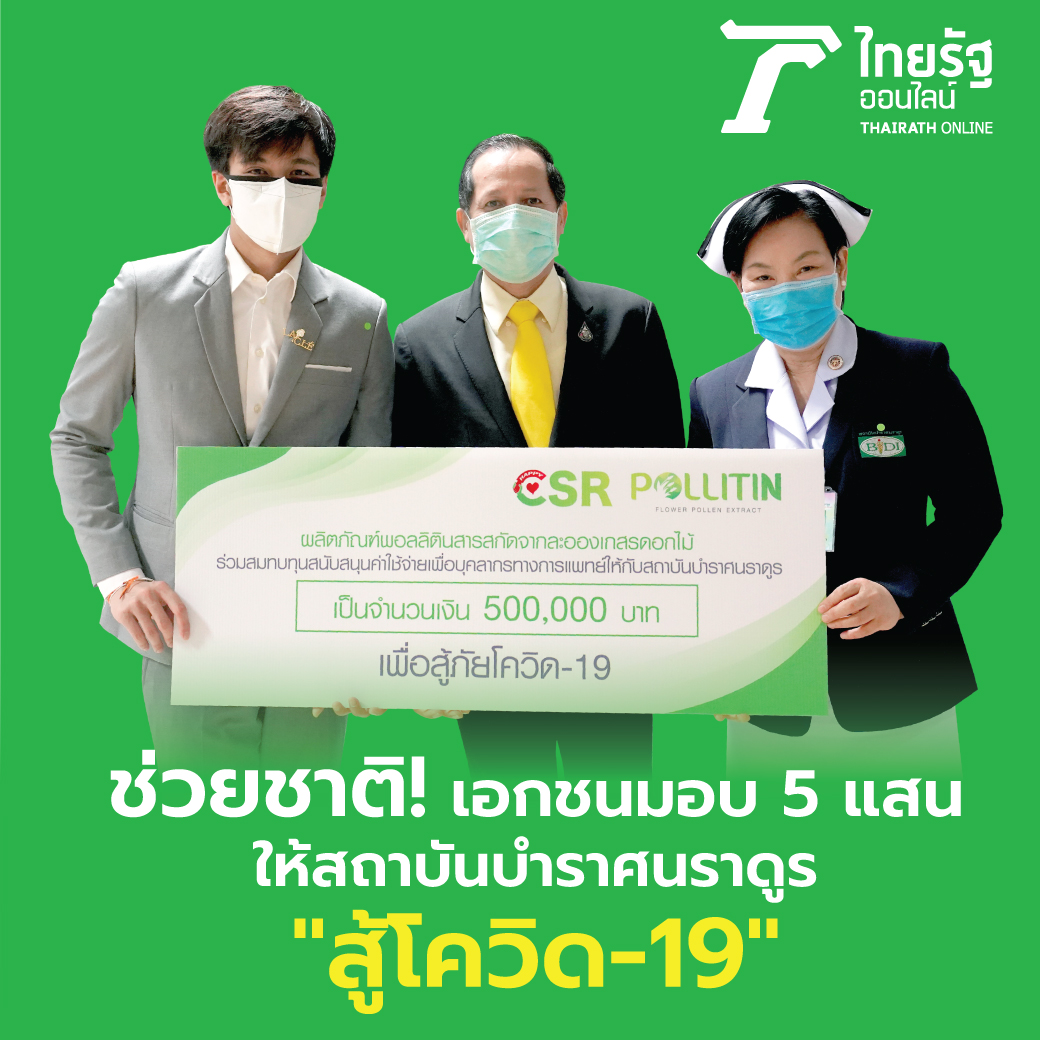 ไทยรัฐ
ออนไลน์
THAIRATH ONLINE
BIDI
HAPPY
CSR POLLITIN
FLOWER POLLEN EXTRACT
ผลิตภัณฑ์พอลลิตินสารสกัดจากละอองเกสรดอกไม้
ร่วมสมทบทุนสนับสนุนค่าใช้จ่ายเพื่อบุคลากรทางการแพทย์ให้กับสถาบันบำราศนราดูร
เป็นจำนวนเงิน 500,000 บาท
เพื่อสู้ภัยโควิด-19
ช่วยชาติ! เอกชนมอบ 5 แสน
ให้สถาบันบำราศนราดูร
"สู้โควิด-19"